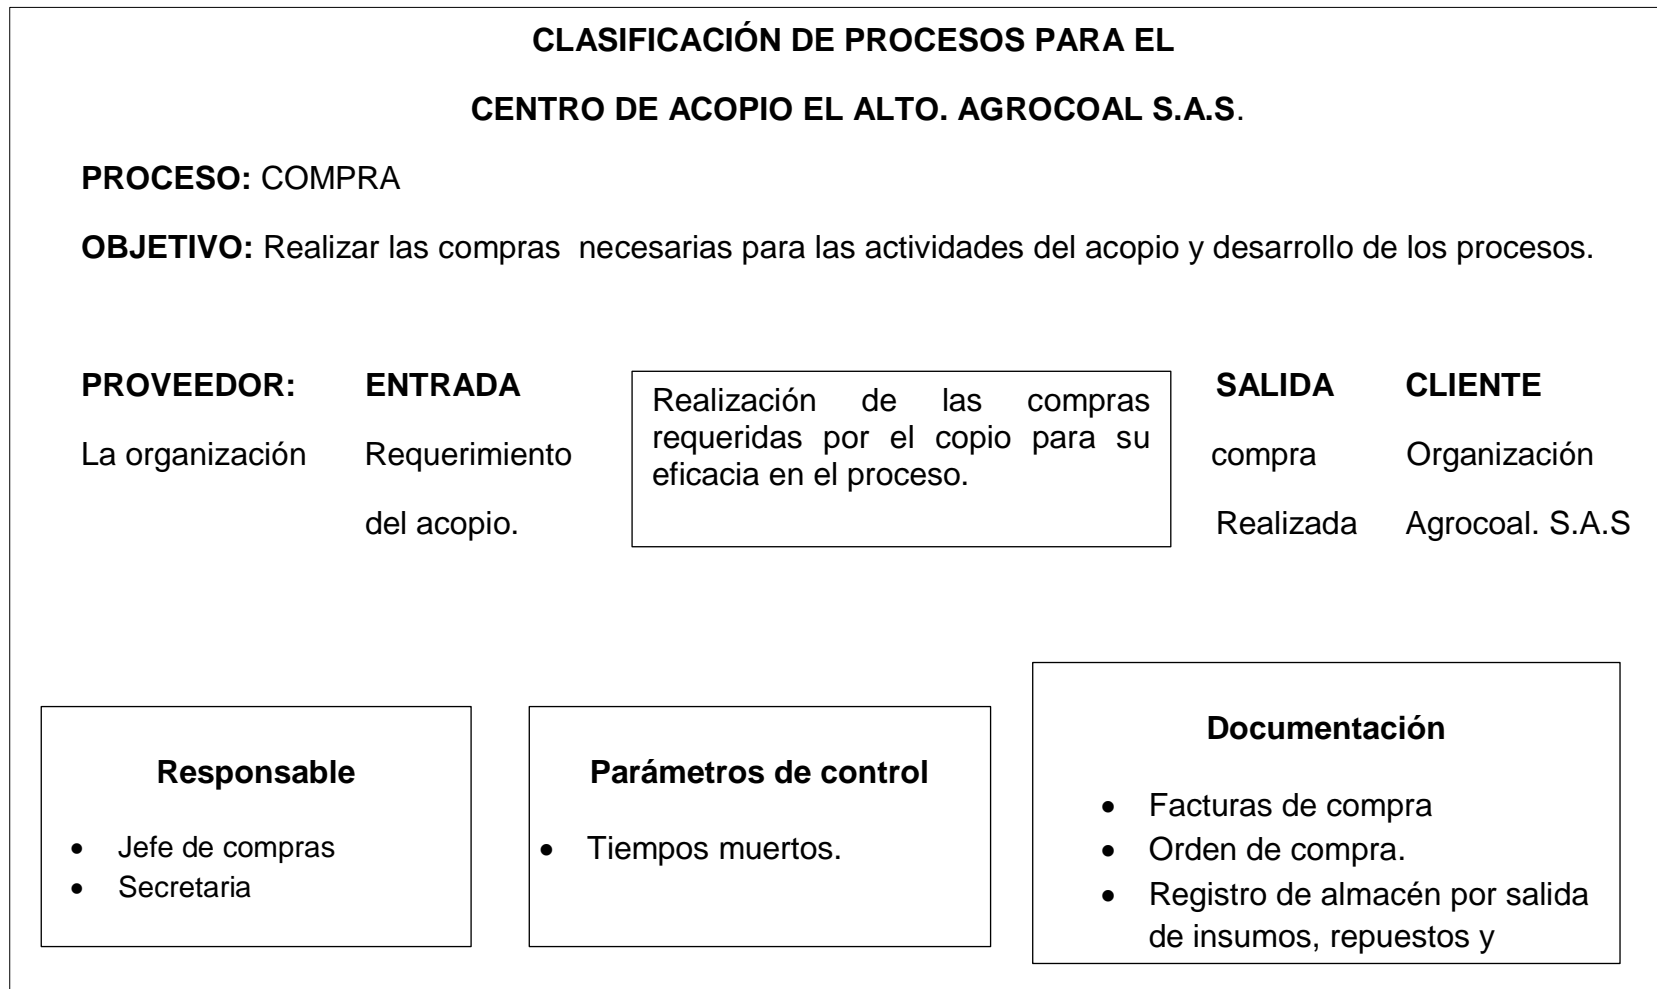 CLASIFICACIÓN DE PROCESOS PARA EL
CENTRO DE ACOPIO EL ALTO. AGROCOAL S.A.S.
PROCESO: COMPRA
OBJETIVO: Realizar las compras  necesarias para las actividades del acopio y desarrollo de los procesos.
PROVEEDOR:
La organización
ENTRADA
Requerimiento
del acopio.
Realización de las compras
requeridas por el copio para su
eficacia en el proceso.
SALIDA
compra
Realizada
CLIENTE
Organización
Agrocoal. S.A.S
Responsable
• Jefe de compras
• Secretaria
Parámetros de control
• Tiempos muertos.
Documentación
• Facturas de compra
• Orden de compra.
• Registro de almacén por salida
de insumos, repuestos y